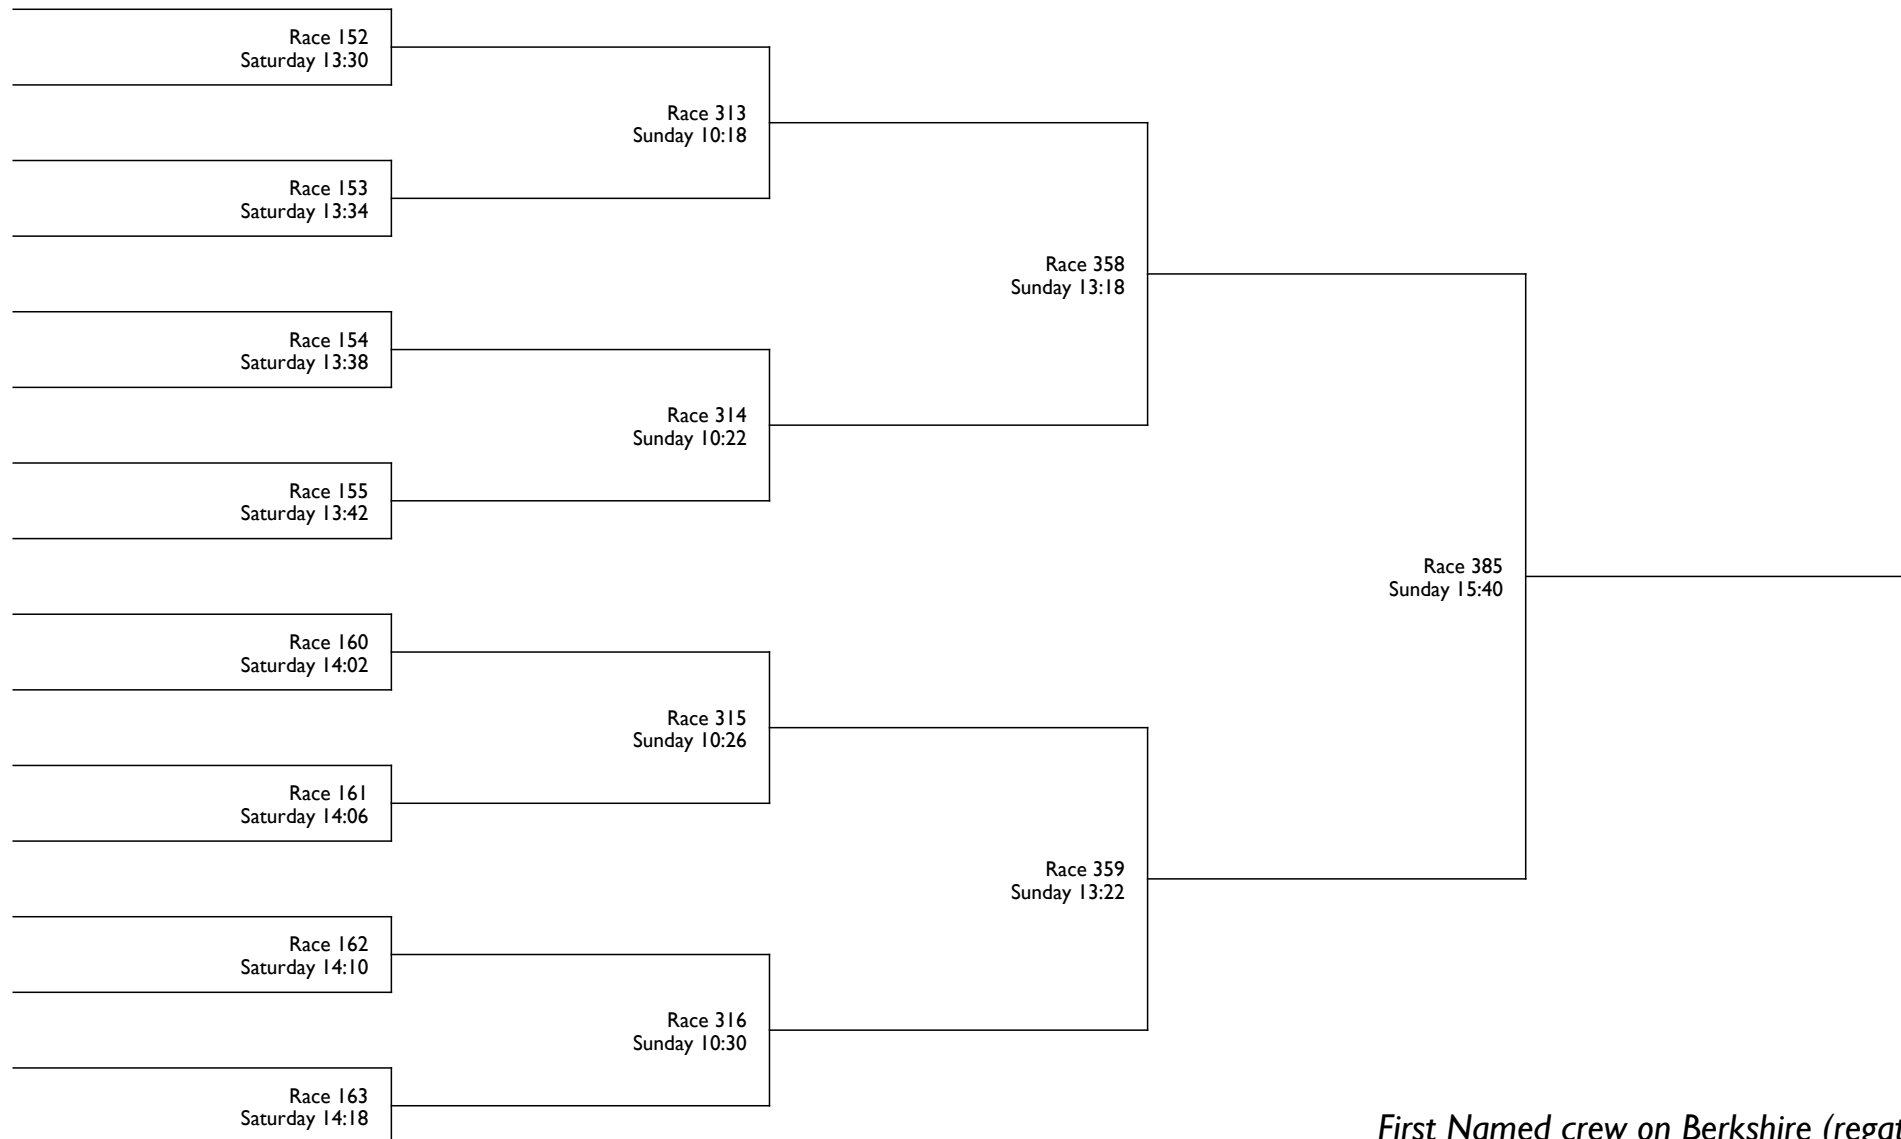 Race 152
Saturday 13:30
Race 313
Sunday 10:18
Race 153
Saturday 13:34
Race 358
Sunday 13:18
Race 154
Saturday 13:38
Race 314
Sunday 10:22
Race 155
Saturday 13:42
Race 385
Sunday 15:40
Race 160
Saturday 14:02
Race 315
Sunday 10:26
Race 161
Saturday 14:06
Race 359
Sunday 13:22
Race 162
Saturday 14:10
Race 316
Sunday 10:30
Race 163
Saturday 14:18
First Named crew on Berkshire